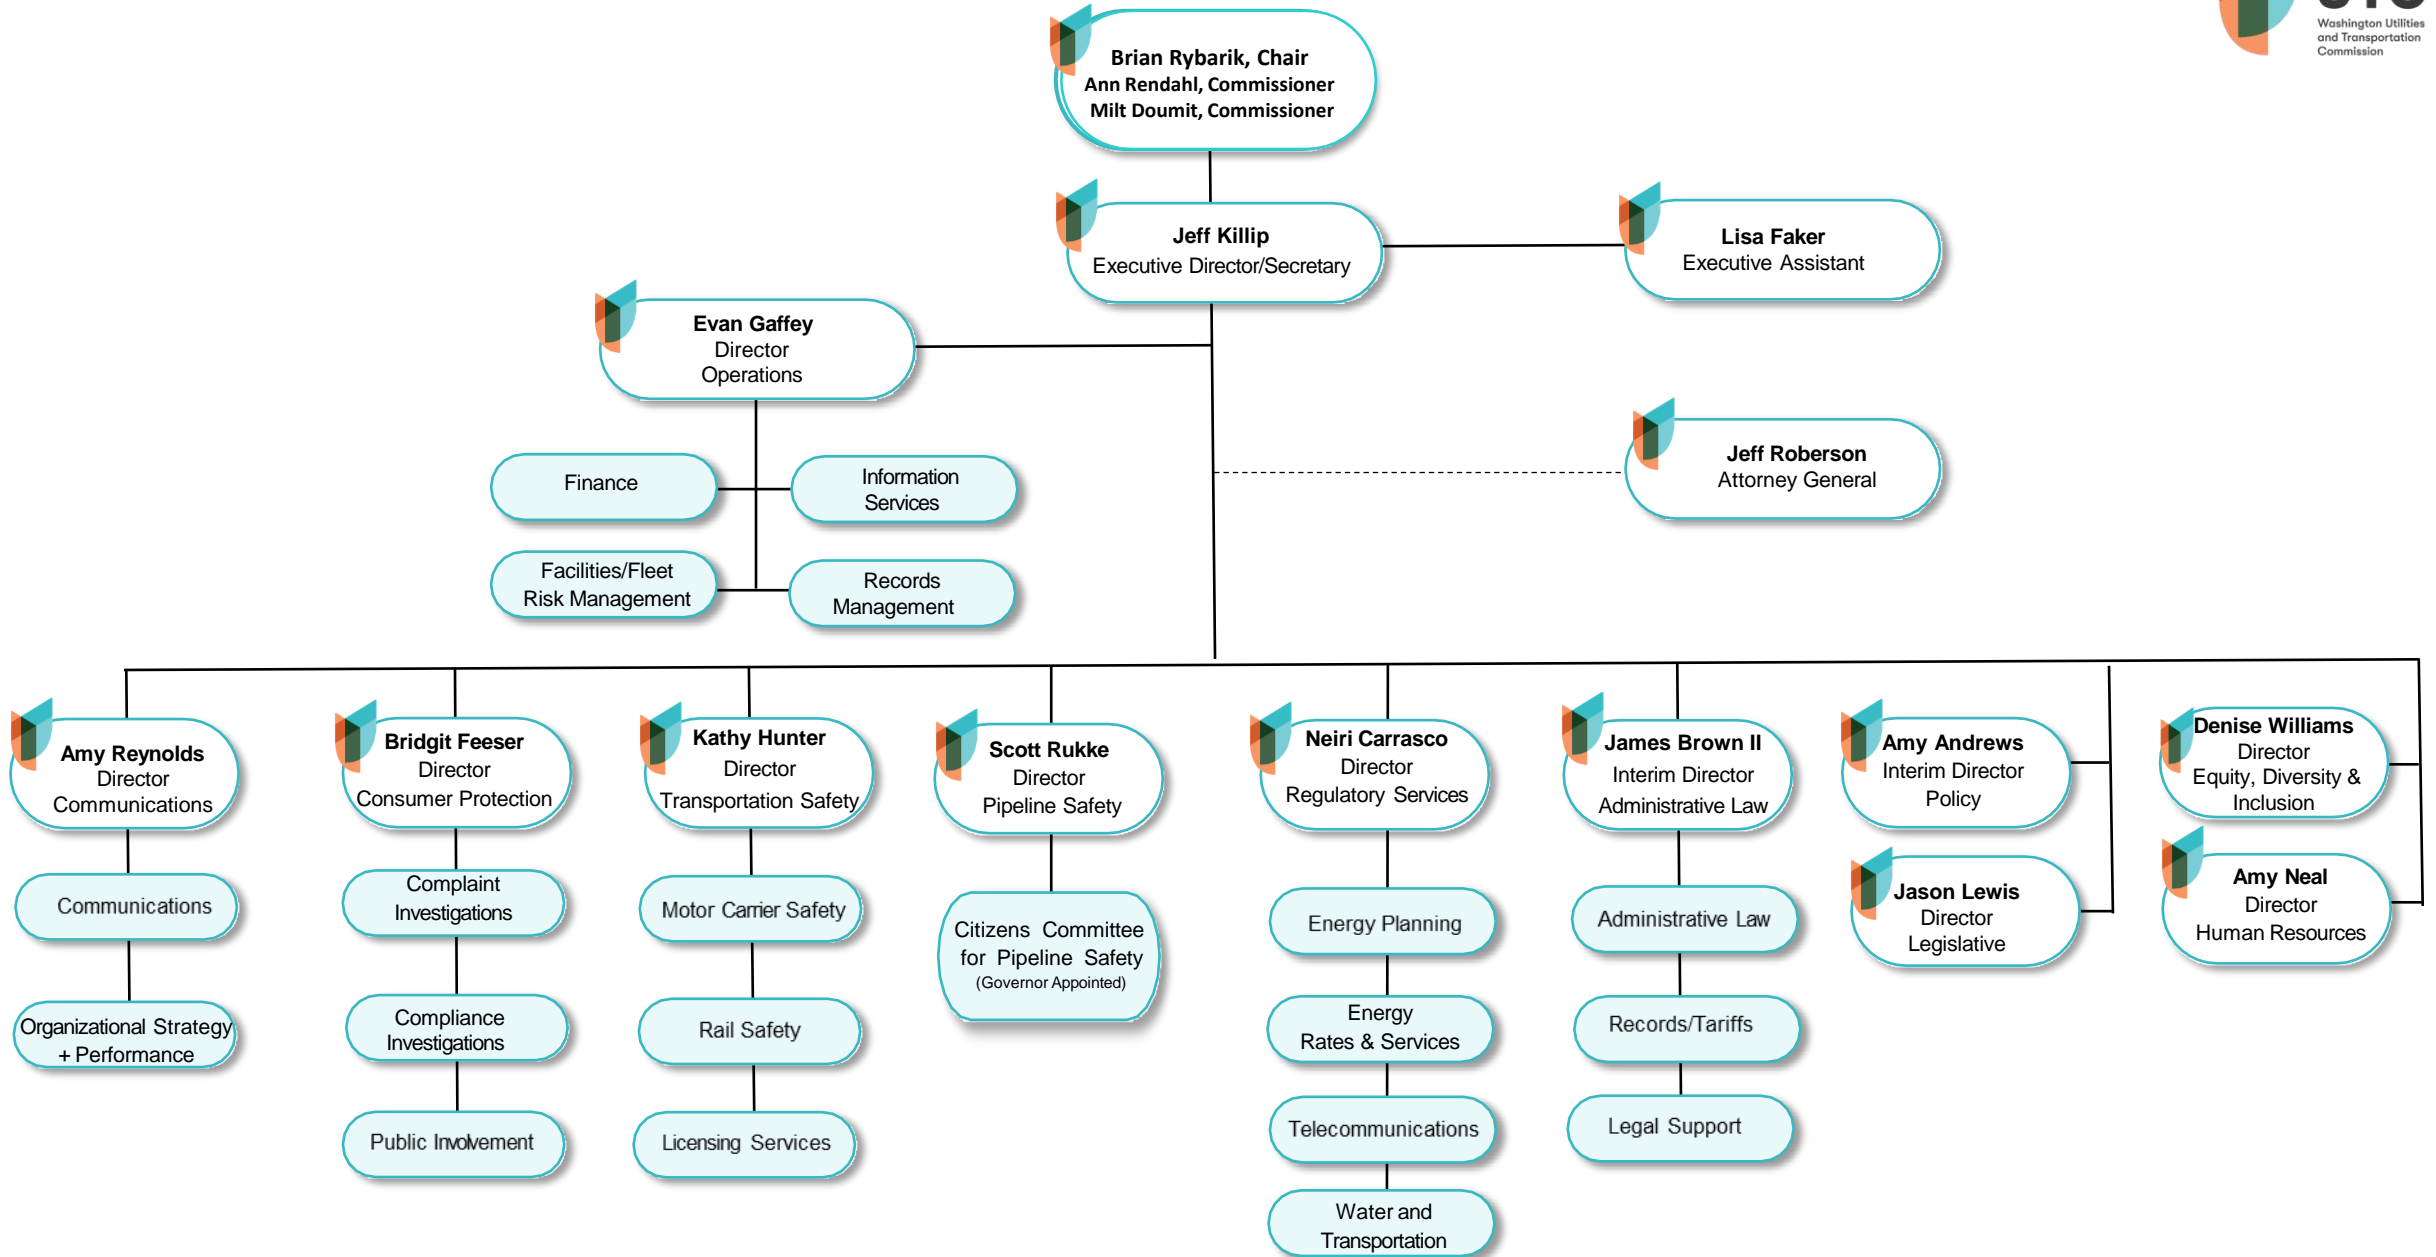 Washington Utilities
and Transportation
Commission
Brian Rybarik, Chair
Ann Rendahl, Commissioner
Milt Doumit, Commissioner
Jeff Killip
Executive Director/Secretary
Lisa Faker
Executive Assistant
Evan Gaffey
Director
Operations
Jeff Roberson
Attorney General
Finance
Information
Services
Facilities/Fleet
Risk Management
Records
Management
Amy Reynolds
Director
Communications
Communications
Organizational Strategy
+ Performance
Bridgit Feeser
Director
Consumer Protection
Complaint
Investigations
Compliance
Investigations
Public Involvement
Kathy Hunter
Director
Transportation Safety
Motor Carrier Safety
Rail Safety
Licensing Services
Scott Rukke
Director
Pipeline Safety
Citizens Committee
for Pipeline Safety
(Governor Appointed)
Neiri Carrasco
Director
Regulatory Services
Energy Planning
Energy
Rates & Services
Telecommunications
Water and
Transportation
James Brown II
Interim Director
Administrative Law
Administrative Law
Records/Tariffs
Legal Support
Amy Andrews
Interim Director
Policy
Jason Lewis
Director
Legislative
Denise Williams
Director
Equity, Diversity &
Inclusion
Amy Neal
Director
Human Resources